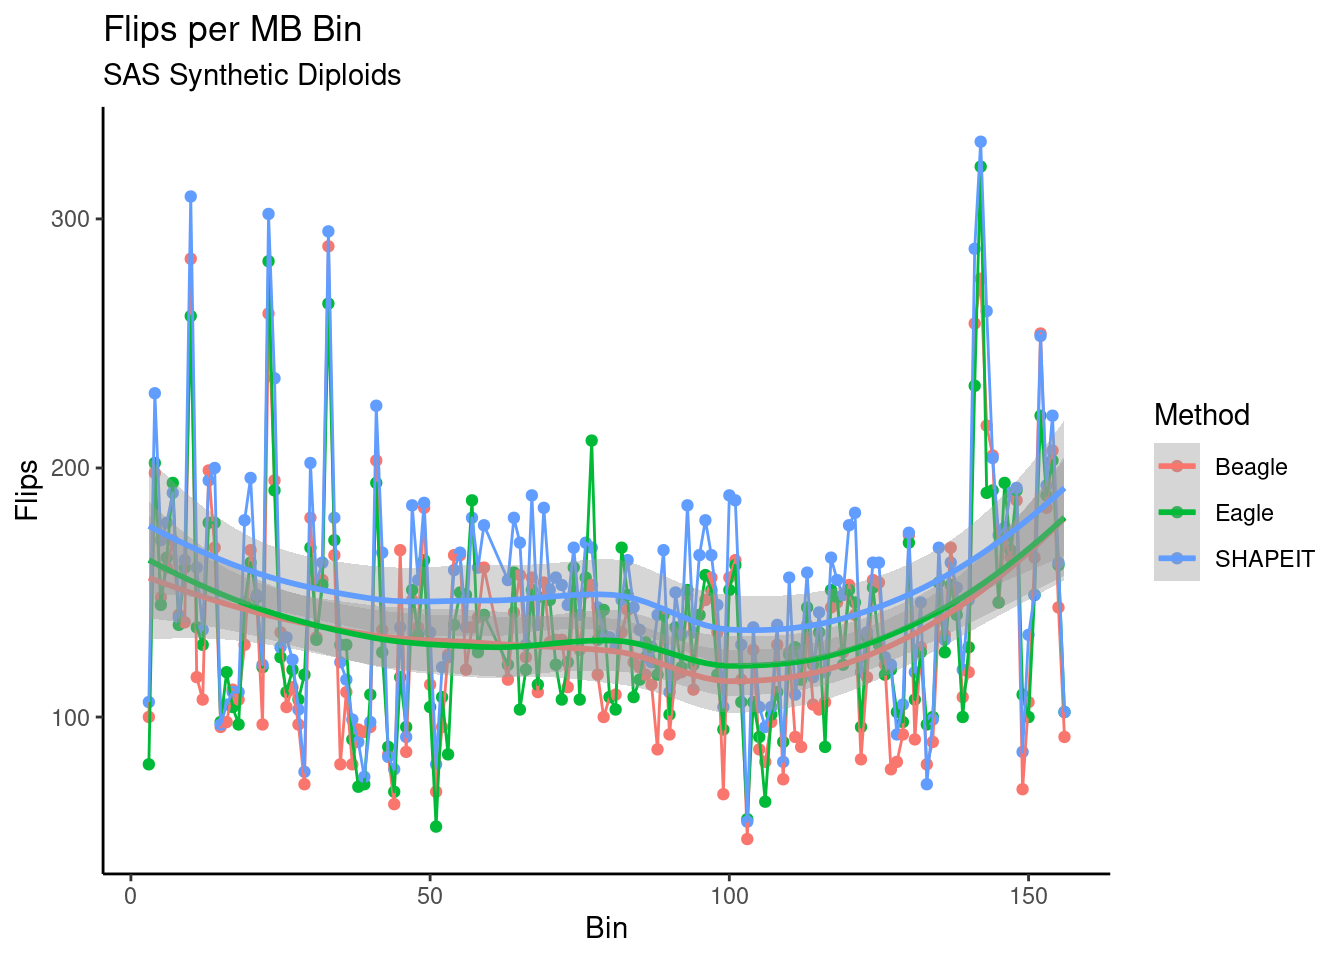 Flips per MB Bin
SAS Synthetic Diploids
Flips
300
200
100
0
50
100
150
Bin
Method
Beagle
Eagle
SHAPEIT